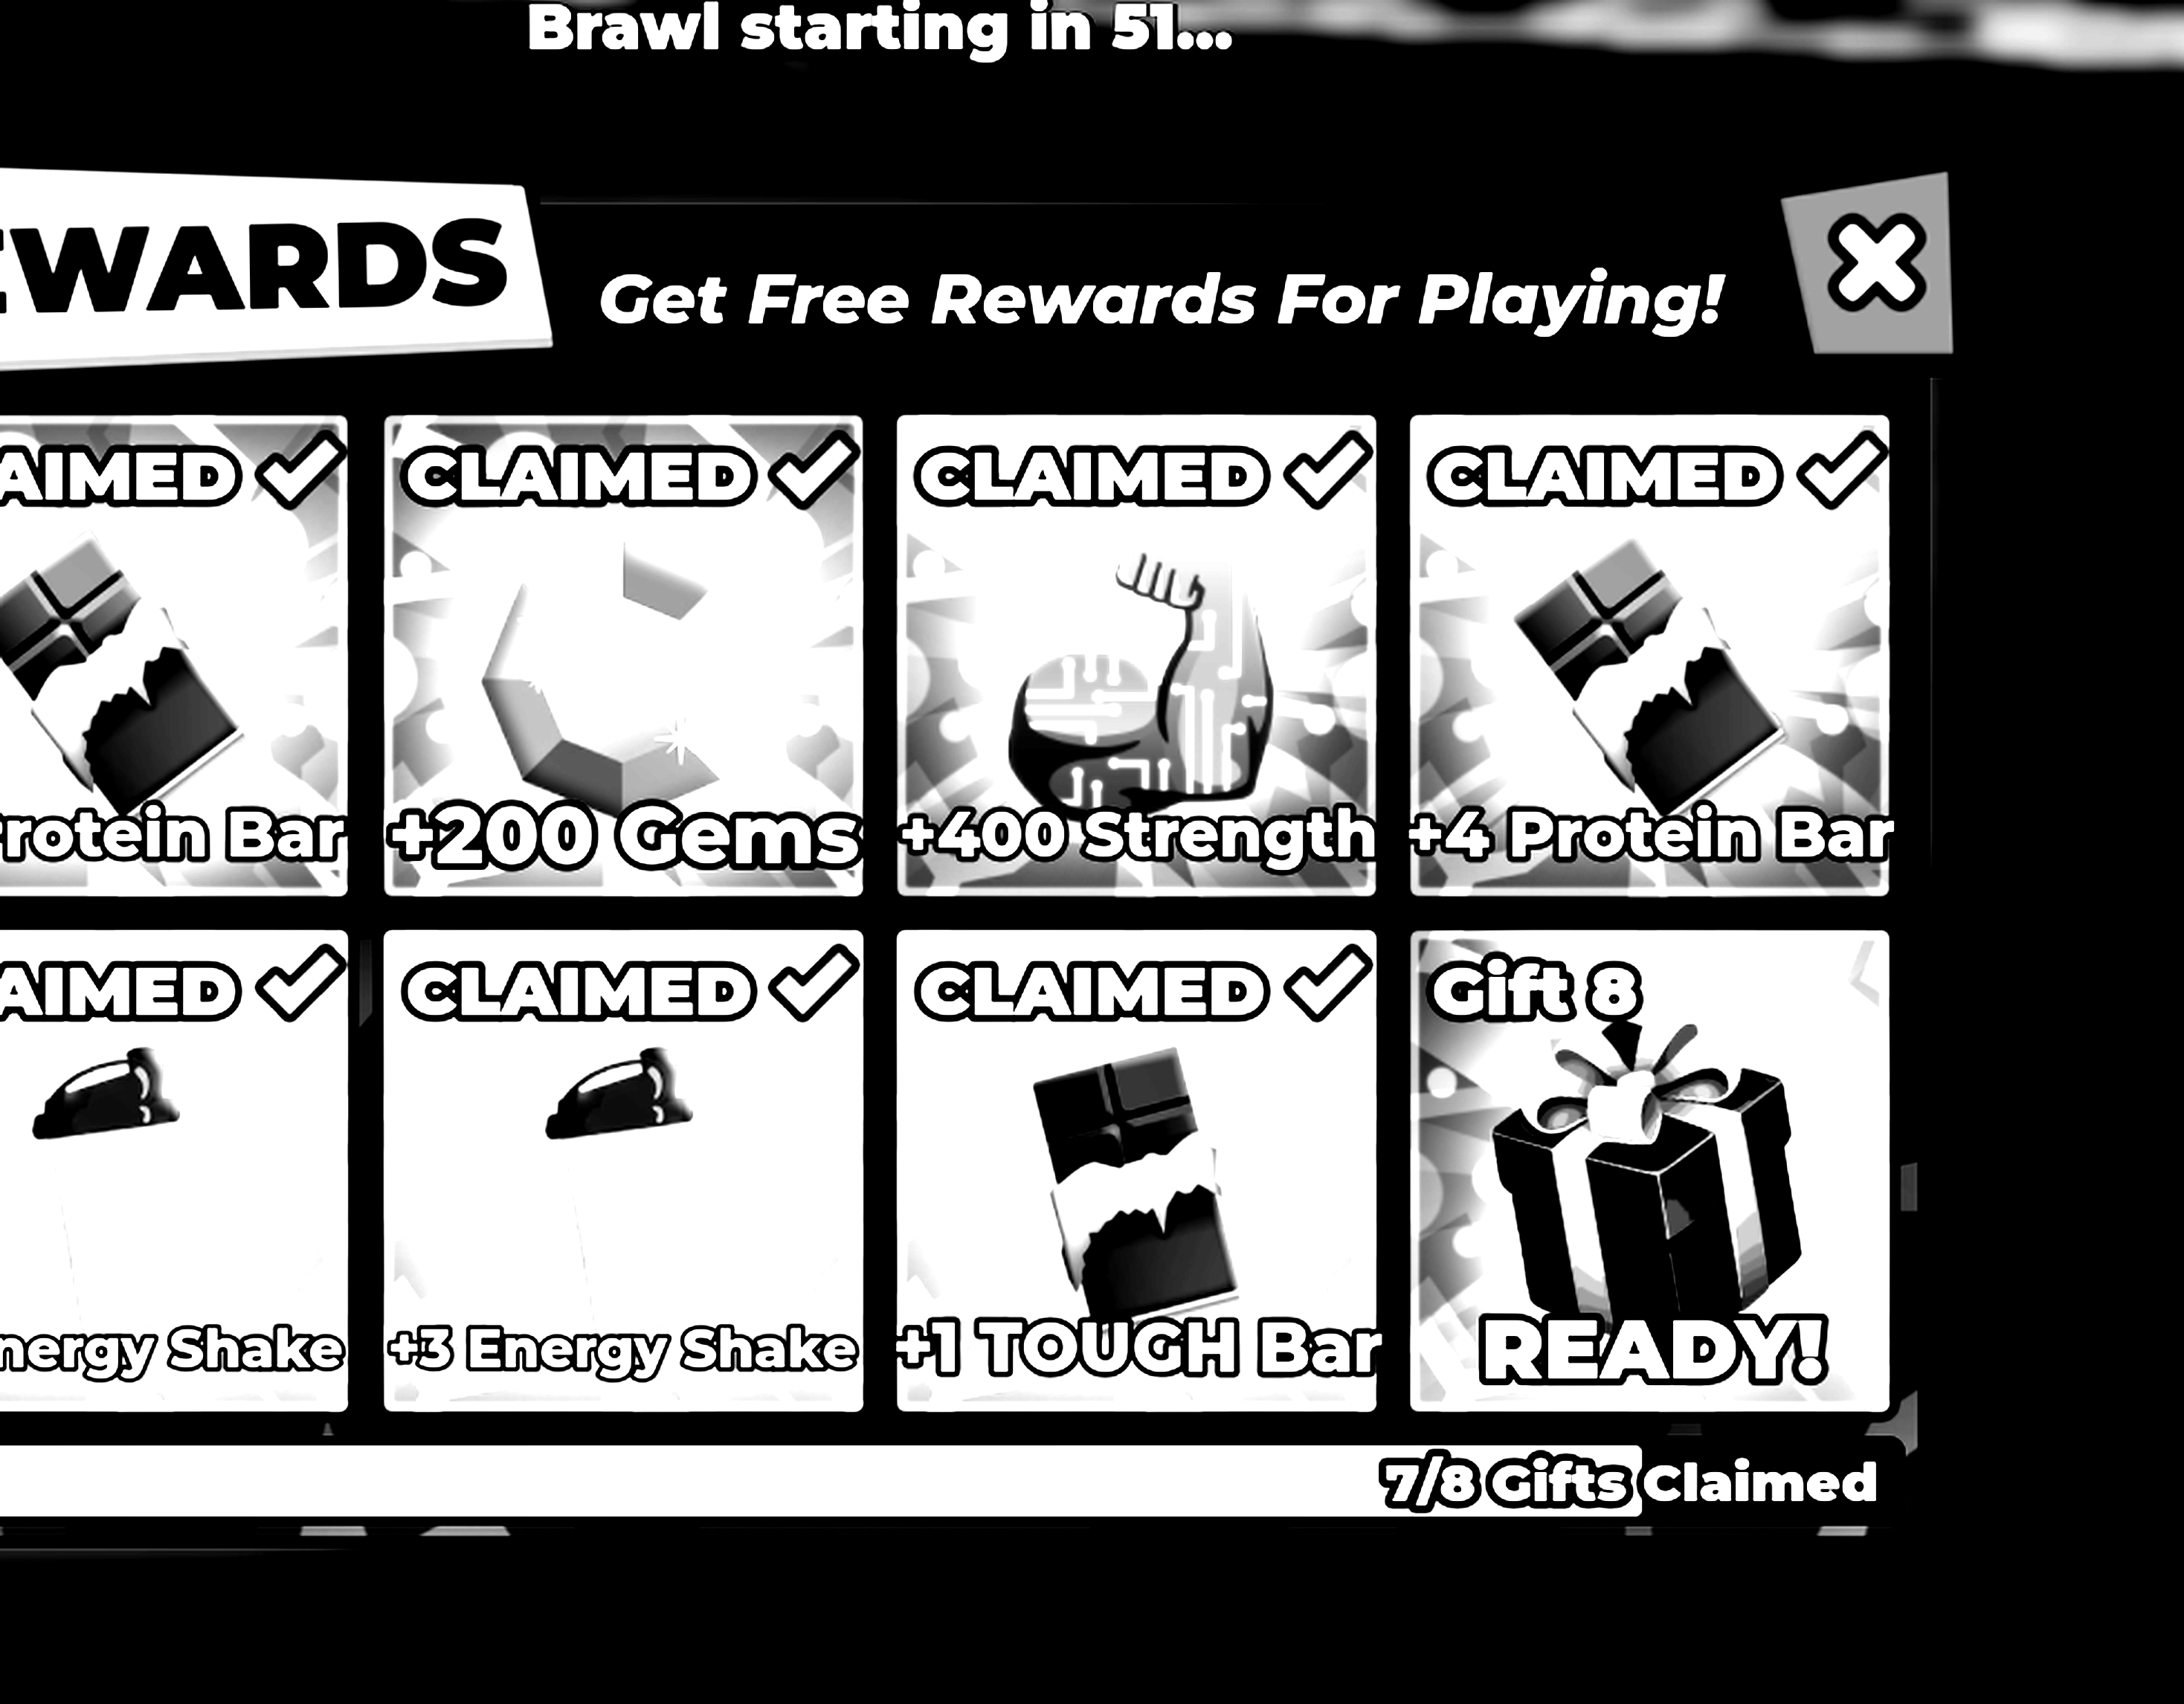 Brawl starting in 51...
EWARDS
Get Free Rewards For Playing!
AIMED CLAIMED CLAIMED CLAIMED
rotein Bar +200 Gems +400 Strength +4 Protein Bar
AIMED CLAIMED CLAIMED Gift 8
nergy Shake +3 Energy Shake +1 TOUGH Bar READY!
7/8 Gifts Claimed